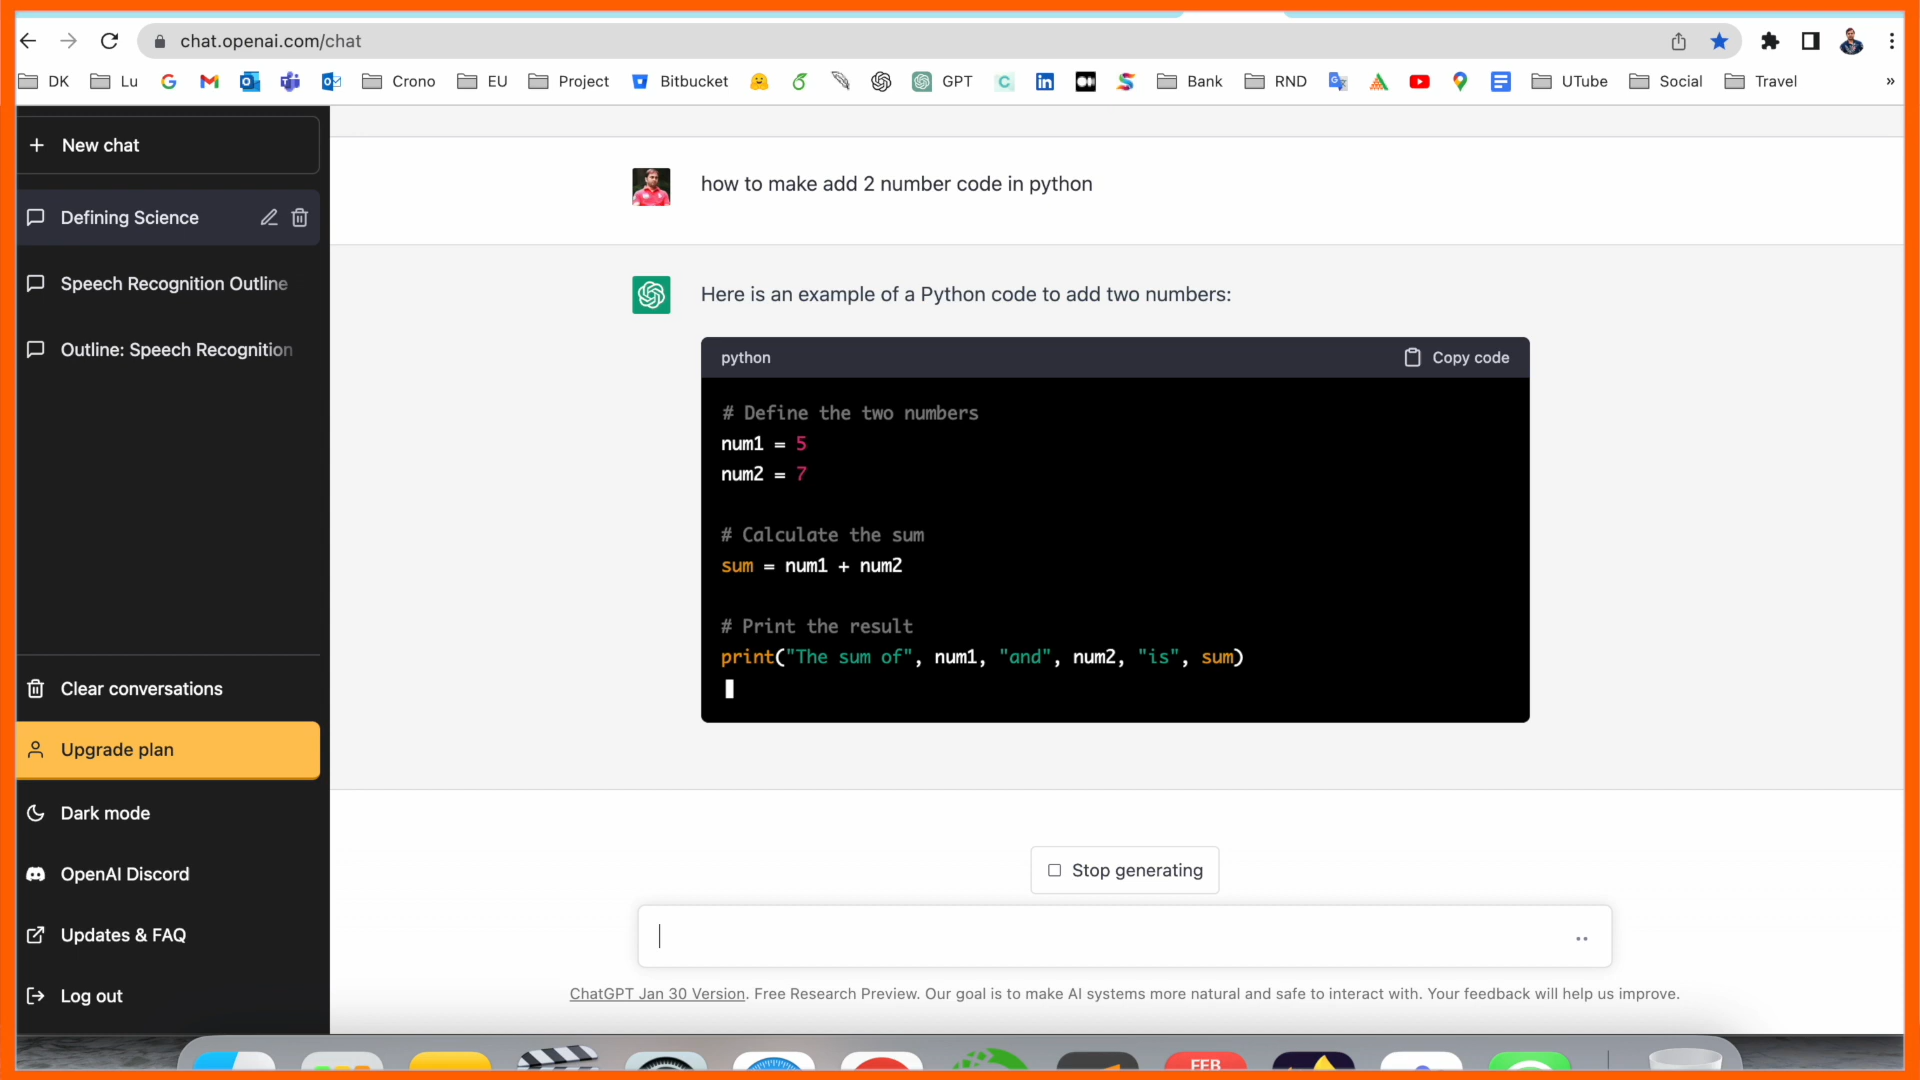 chat.openai.com/chat
DK Lu Crono EU Project Bitbucket GPT Bank RND UTube Social Travel »
+ New chat
Defining Science
Speech Recognition Outline
Outline: Speech Recognition
Clear conversations
Upgrade plan
Dark mode
OpenAI Discord
Updates & FAQ
Log out
how to make add 2 number code in python
Here is an example of a Python code to add two numbers:
python Copy code
# Define the two numbers
num1 = 5
num2 = 7
# Calculate the sum
sum = num1 + num2
# Print the result
print("The sum of", num1, "and", num2, "is", sum)
Stop generating
ChatGPT Jan 30 Version. Free Research Preview. Our goal is to make AI systems more natural and safe to interact with. Your feedback will help us improve.
FEB